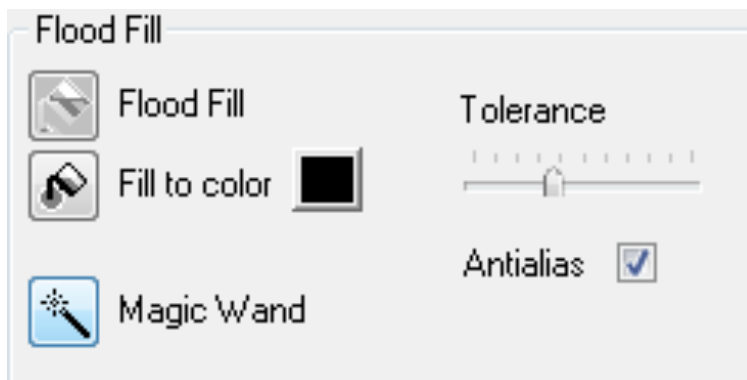 Flood Fill
Flood Fill
Tolerance
Fill to color
Antialias
Magic Wand